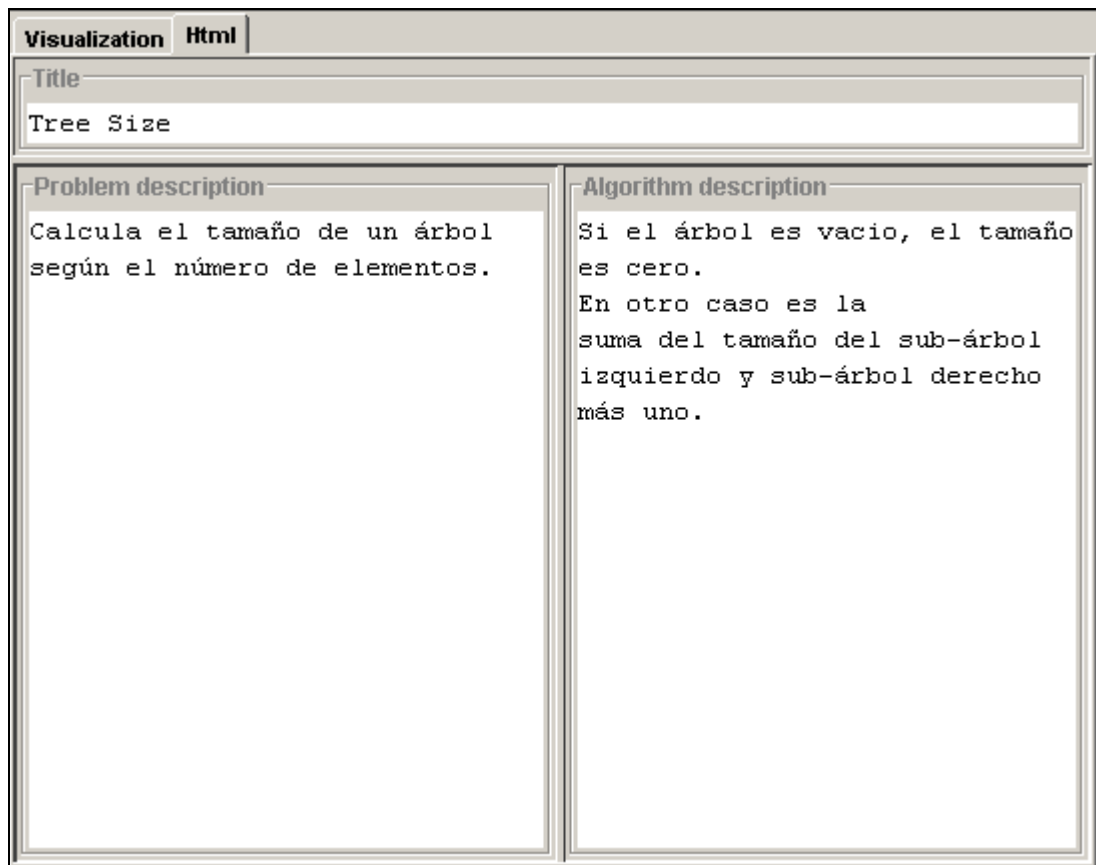 Visualization Html
Title
Tree Size
Problem description
Calcula el tamaño de un árbol
según el número de elementos.
Algorithm description
Si el árbol es vacio, el tamaño
es cero.
En otro caso es la
suma del tamaño del sub-árbol
izquierdo y sub-árbol derecho
más uno.